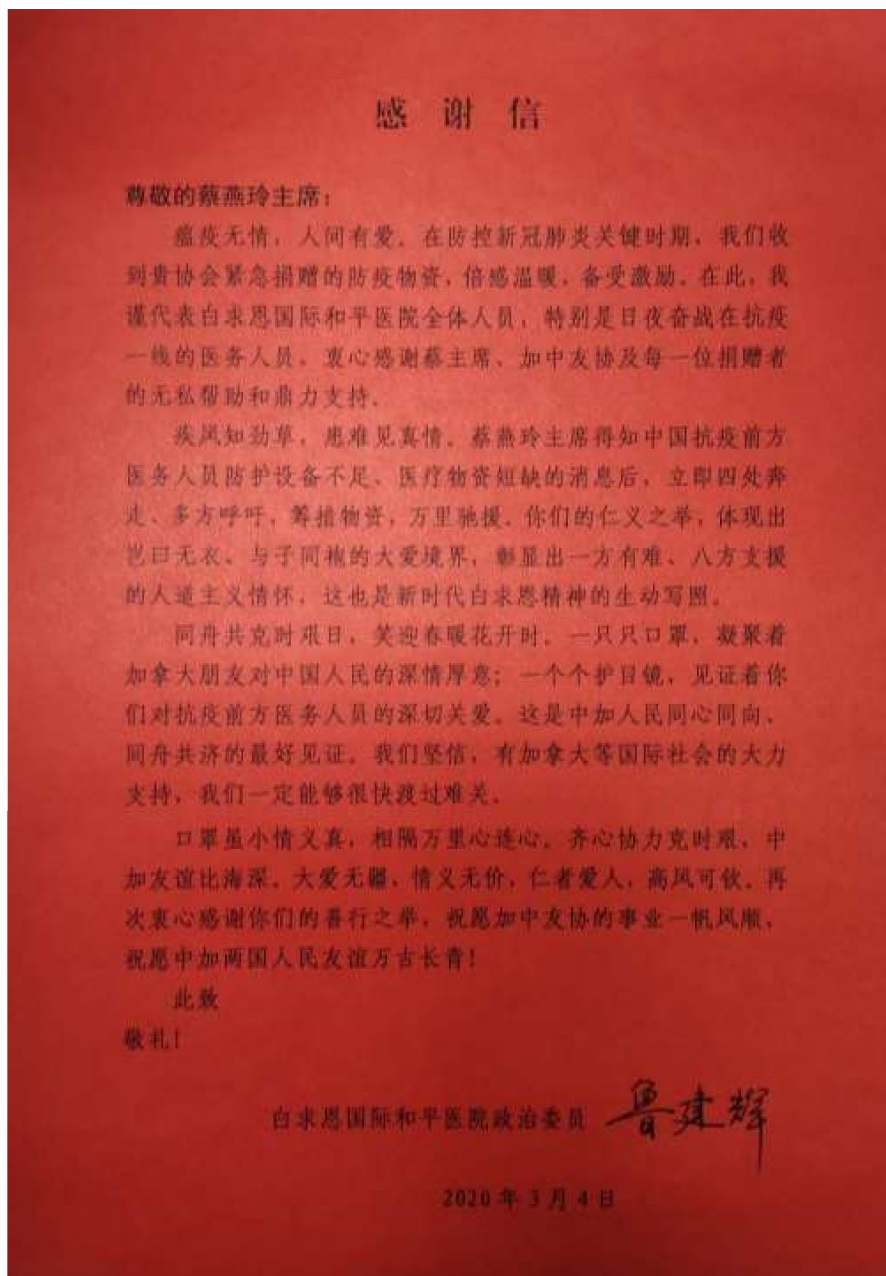 感谢信
尊敬的蔡燕玲主席：
瘟疫无情，人间有爱。在防控新冠肺炎关键时期，我们收
到贵协会紧急捐赠的防疫物资，倍感温暖，备受激励。在此，我
谨代表白求恩国际和平医院全体人员，特别是日夜奋战在抗疫
一线的医务人员，衷心感谢蔡主席、加中友协及每一位捐赠者
的无私帮助和鼎力支持。
疾风知劲草，患难见真情。蔡燕玲主席得知中国抗疫前方
医务人员防护设备不足、医疗物资短缺的消息后，立即四处奔
走、多方呼吁，筹措物资，万里驰援。你们的仁义之举，体现出
岂曰无衣、与子同袍的大爱境界，彰显出一方有难、八方支援
的人道主义情怀，这也是新时代白求恩精神的生动写照。
同舟共克时艰日，笑迎春暖花开时。一只只口罩，凝聚着
加拿大朋友对中国人民的深情厚意；一个个护目镜，见证着你
们对抗疫前方医务人员的深切关爱。这是中加人民同心同向、
同舟共济的最好见证。我们坚信，有加拿大等国际社会的大力
支持，我们一定能够很快渡过难关。
口罩虽小情义真，相隔万里心连心。齐心协力克时艰，中
加友谊比海深。大爱无疆，情义无价，仁者爱人，高风可钦。再
次衷心感谢你们的善行之举，祝愿加中友协的事业一帆风顺，
祝愿中加两国人民友谊万古长青！
此致
敬礼！
白求恩国际和平医院政治委员 鲁建辉
2020年3月4日